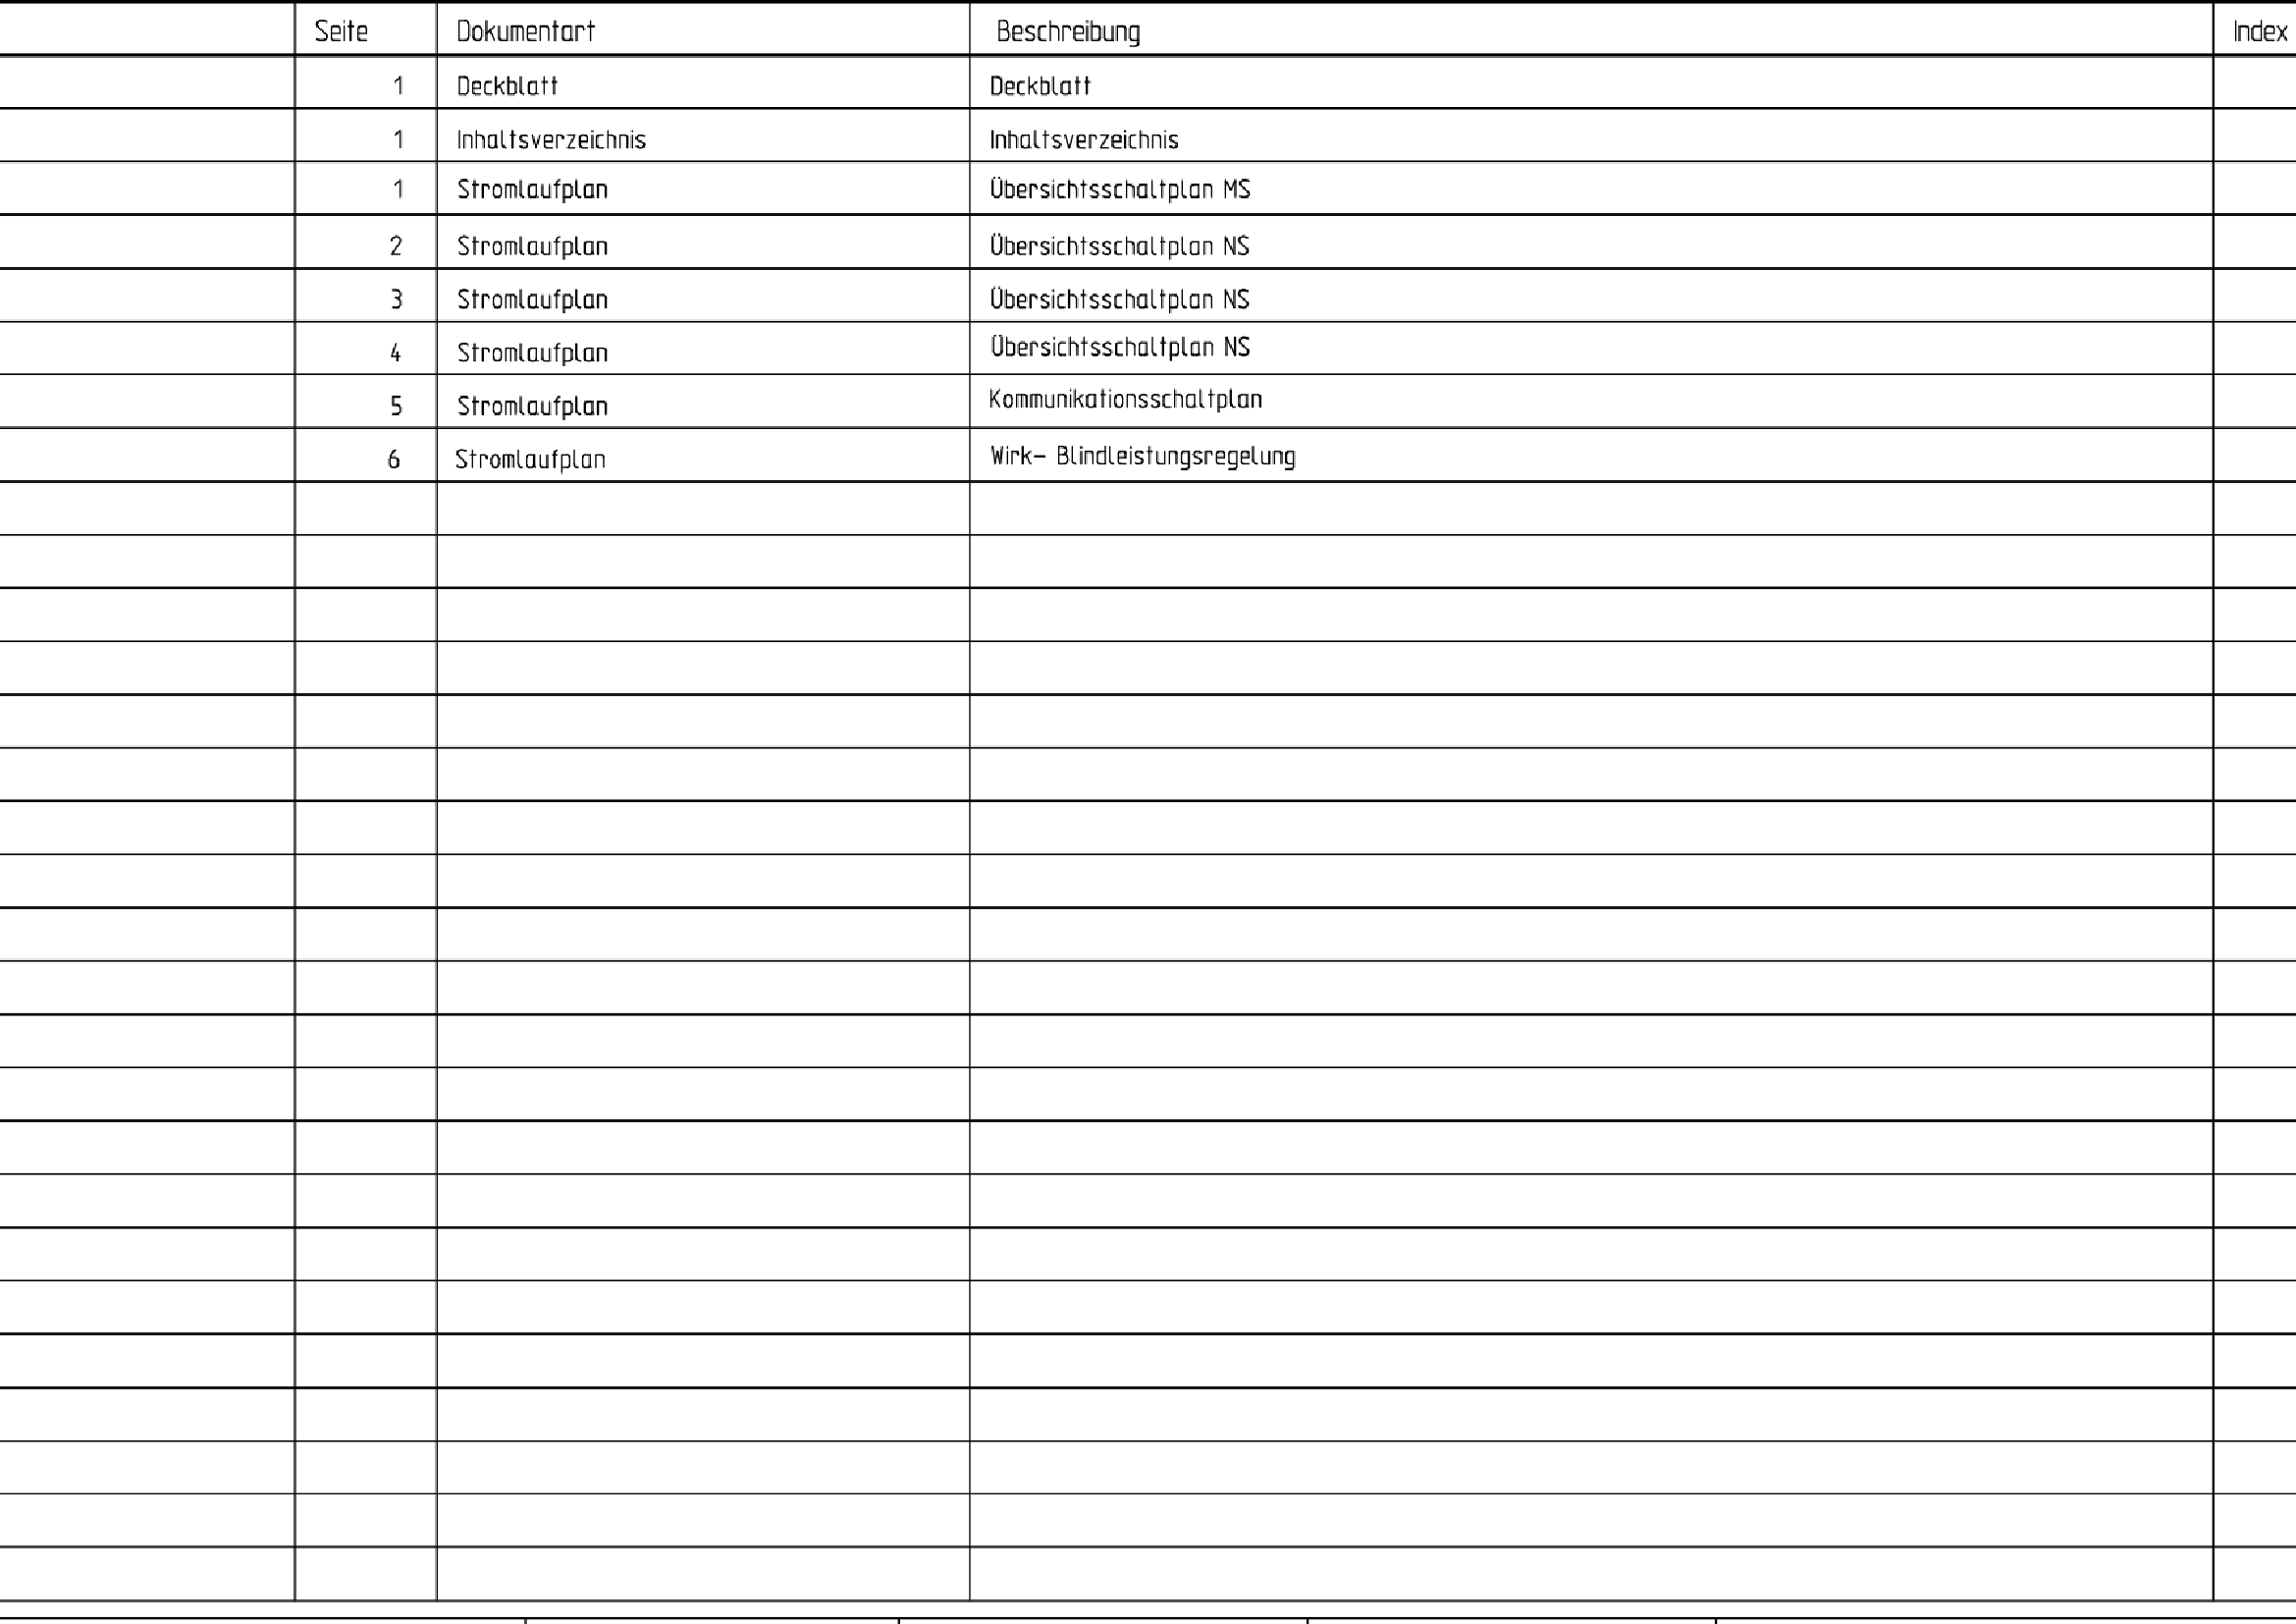 Seite Dokumentart Beschreibung Index
1 Deckblatt Deckblatt
1 Inhaltsverzeichnis Inhaltsverzeichnis
1 Stromlaufplan Übersichtsschaltplan MS
2 Stromlaufplan Übersichtsschaltplan NS
3 Stromlaufplan Übersichtsschaltplan NS
4 Stromlaufplan Übersichtsschaltplan NS
5 Stromlaufplan Kommunikationsschaltplan
6 Stromlaufplan Wirk- Blindleistungsregelung